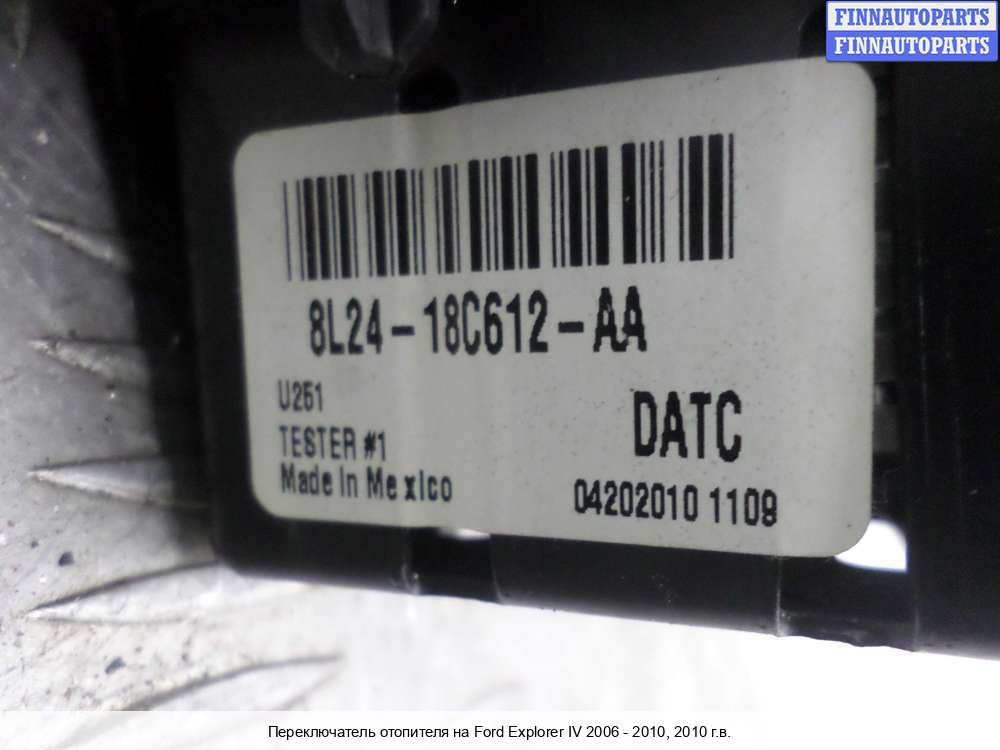 FINNAUTOPARTS
FINNAUTOPARTS
8L24-18C612-AA
U251
DATC
TESTER #1
Made In Mexico
04202010 1109
Переключатель отопителя на Ford Explorer IV 2006 - 2010, 2010 г.в.